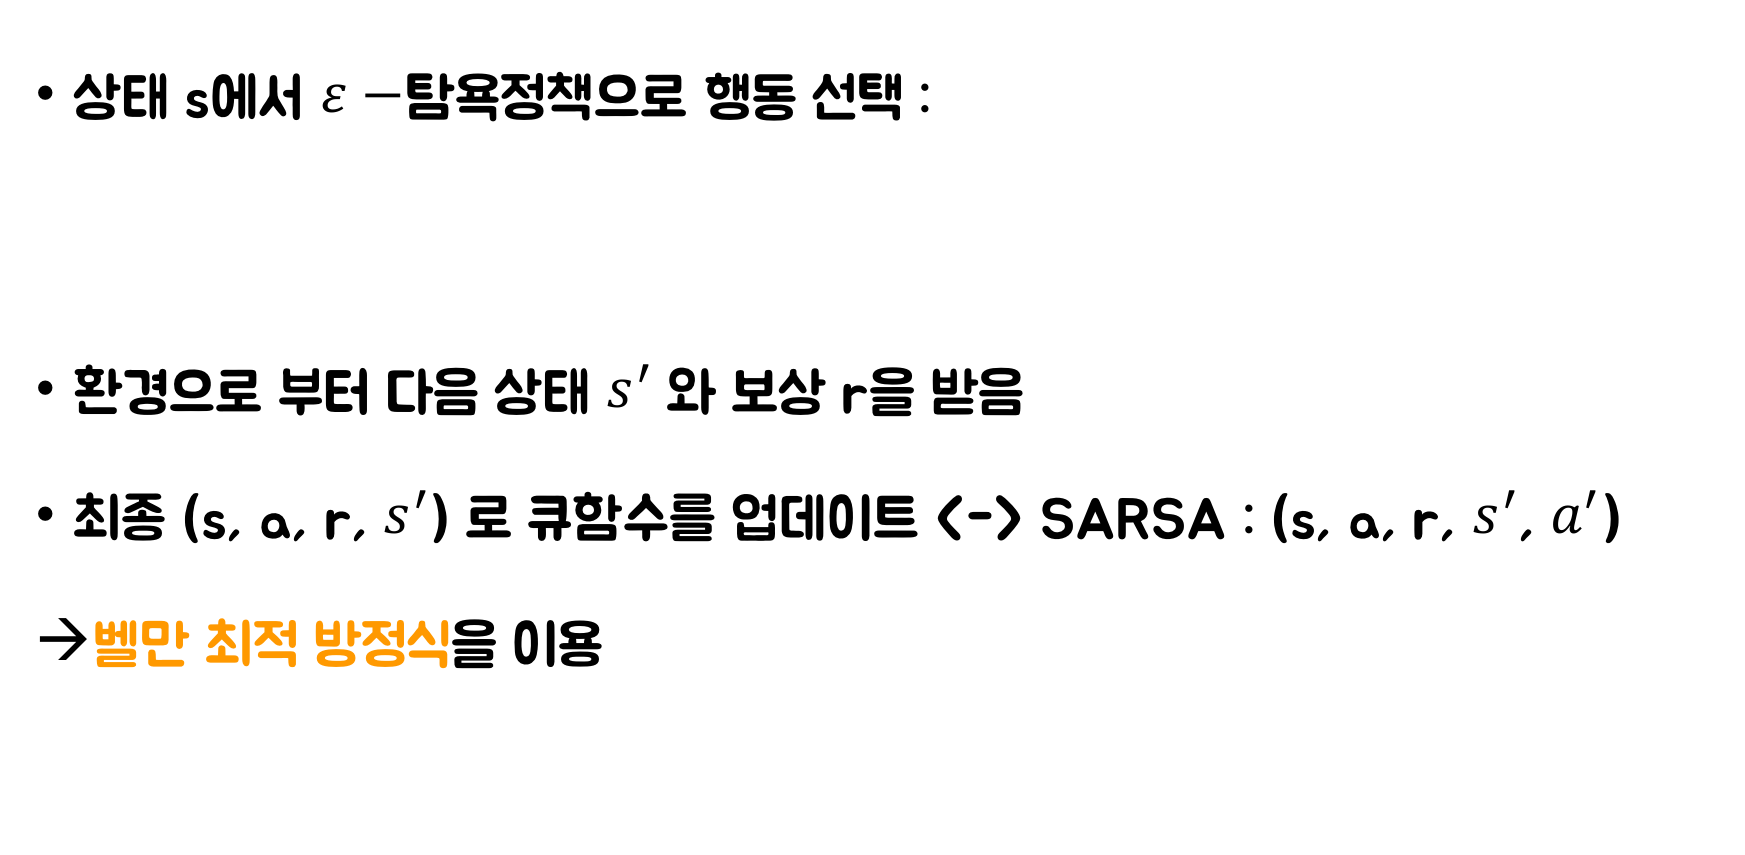 • 상태 s에서 ε −탐욕정책으로 행동 선택 :
• 환경으로 부터 다음 상태 s′ 와 보상 r을 받음
• 최종 (s, a, r, s′) 로 큐함수를 업데이트 <-> SARSA : (s, a, r, s′, a′)
→벨만 최적 방정식을 이용